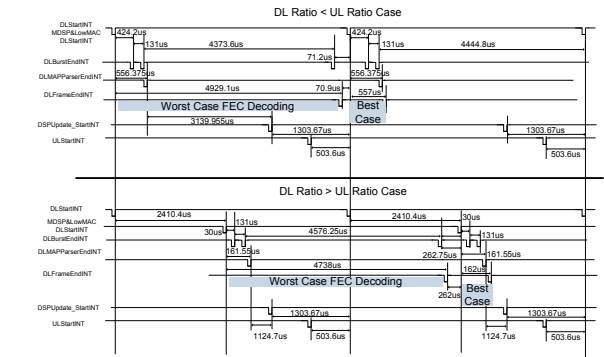 DL Ratio < UL Ratio Case
DLStartINT
MDSP&LowMAC
DLStartINT
424.2us
424.2us
131us
4373.6us
131us
4444.8us
DLBurstEndINT
71.2us
DLMAPParserEndINT
556.375us
556.375us
4929.1us
70.9us
557us
DLFrameEndINT
Worst Case FEC Decoding
Best
Case
3139.955us
DSPUpdate_StartINT
1303.67us
1303.67us
ULStartINT
503.6us
503.6us
DL Ratio > UL Ratio Case
DLStartINT
2410.4us
2410.4us
30us
MDSP&LowMAC
DLStartINT
131us
30us
4576.25us
131us
DLBurstEndINT
DLMAPParserEndINT
161.55us
262.75us
161.55us
4738us
162us
DLFrameEndINT
Worst Case FEC Decoding
262us
Best
Case
DSPUpdate_StartINT
1303.67us
1303.67us
ULStartINT
1124.7us
503.6us
1124.7us
503.6us